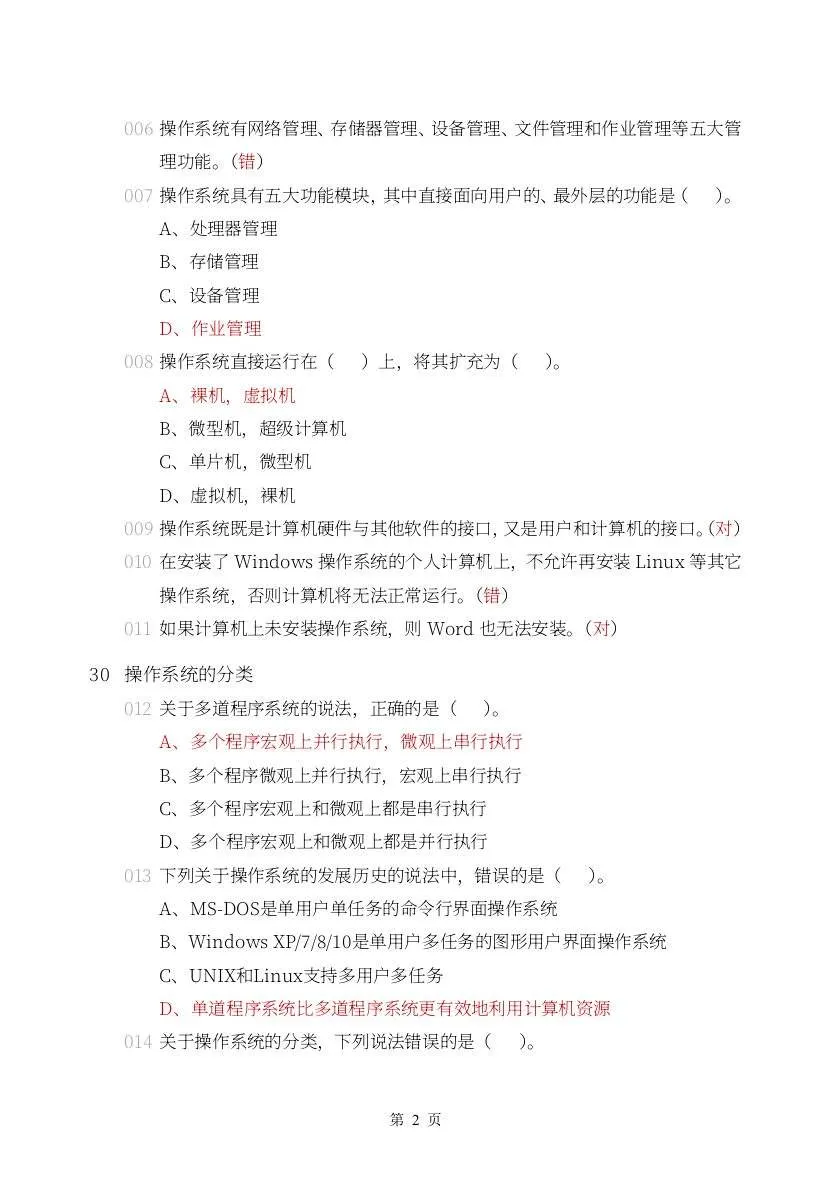 006 操作系统有网络管理、存储器管理、设备管理、文件管理和作业管理等五大管
理功能。（错）
007 操作系统具有五大功能模块，其中直接面向用户的、最外层的功能是（ ）。
A、处理器管理
B、存储管理
C、设备管理
D、作业管理
008 操作系统直接运行在（ ）上，将其扩充为（ ）。
A、裸机，虚拟机
B、微型机，超级计算机
C、单片机，微型机
D、虚拟机，裸机
009 操作系统既是计算机硬件与其他软件的接口，又是用户和计算机的接口。（对）
010 在安装了 Windows 操作系统的个人计算机上，不允许再安装 Linux 等其它
操作系统，否则计算机将无法正常运行。（错）
011 如果计算机上未安装操作系统，则 Word 也无法安装。（对）
30 操作系统的分类
012 关于多道程序系统的说法，正确的是（ ）。
A、多个程序宏观上并行执行，微观上串行执行
B、多个程序微观上并行执行，宏观上串行执行
C、多个程序宏观上和微观上都是串行执行
D、多个程序宏观上和微观上都是并行执行
013 下列关于操作系统的发展历史的说法中，错误的是（ ）。
A、MS-DOS是单用户单任务的命令行界面操作系统
B、Windows XP/7/8/10是单用户多任务的图形用户界面操作系统
C、UNIX和Linux支持多用户多任务
D、单道程序系统比多道程序系统更有效地利用计算机资源
014 关于操作系统的分类，下列说法错误的是（ ）。
第 2 页